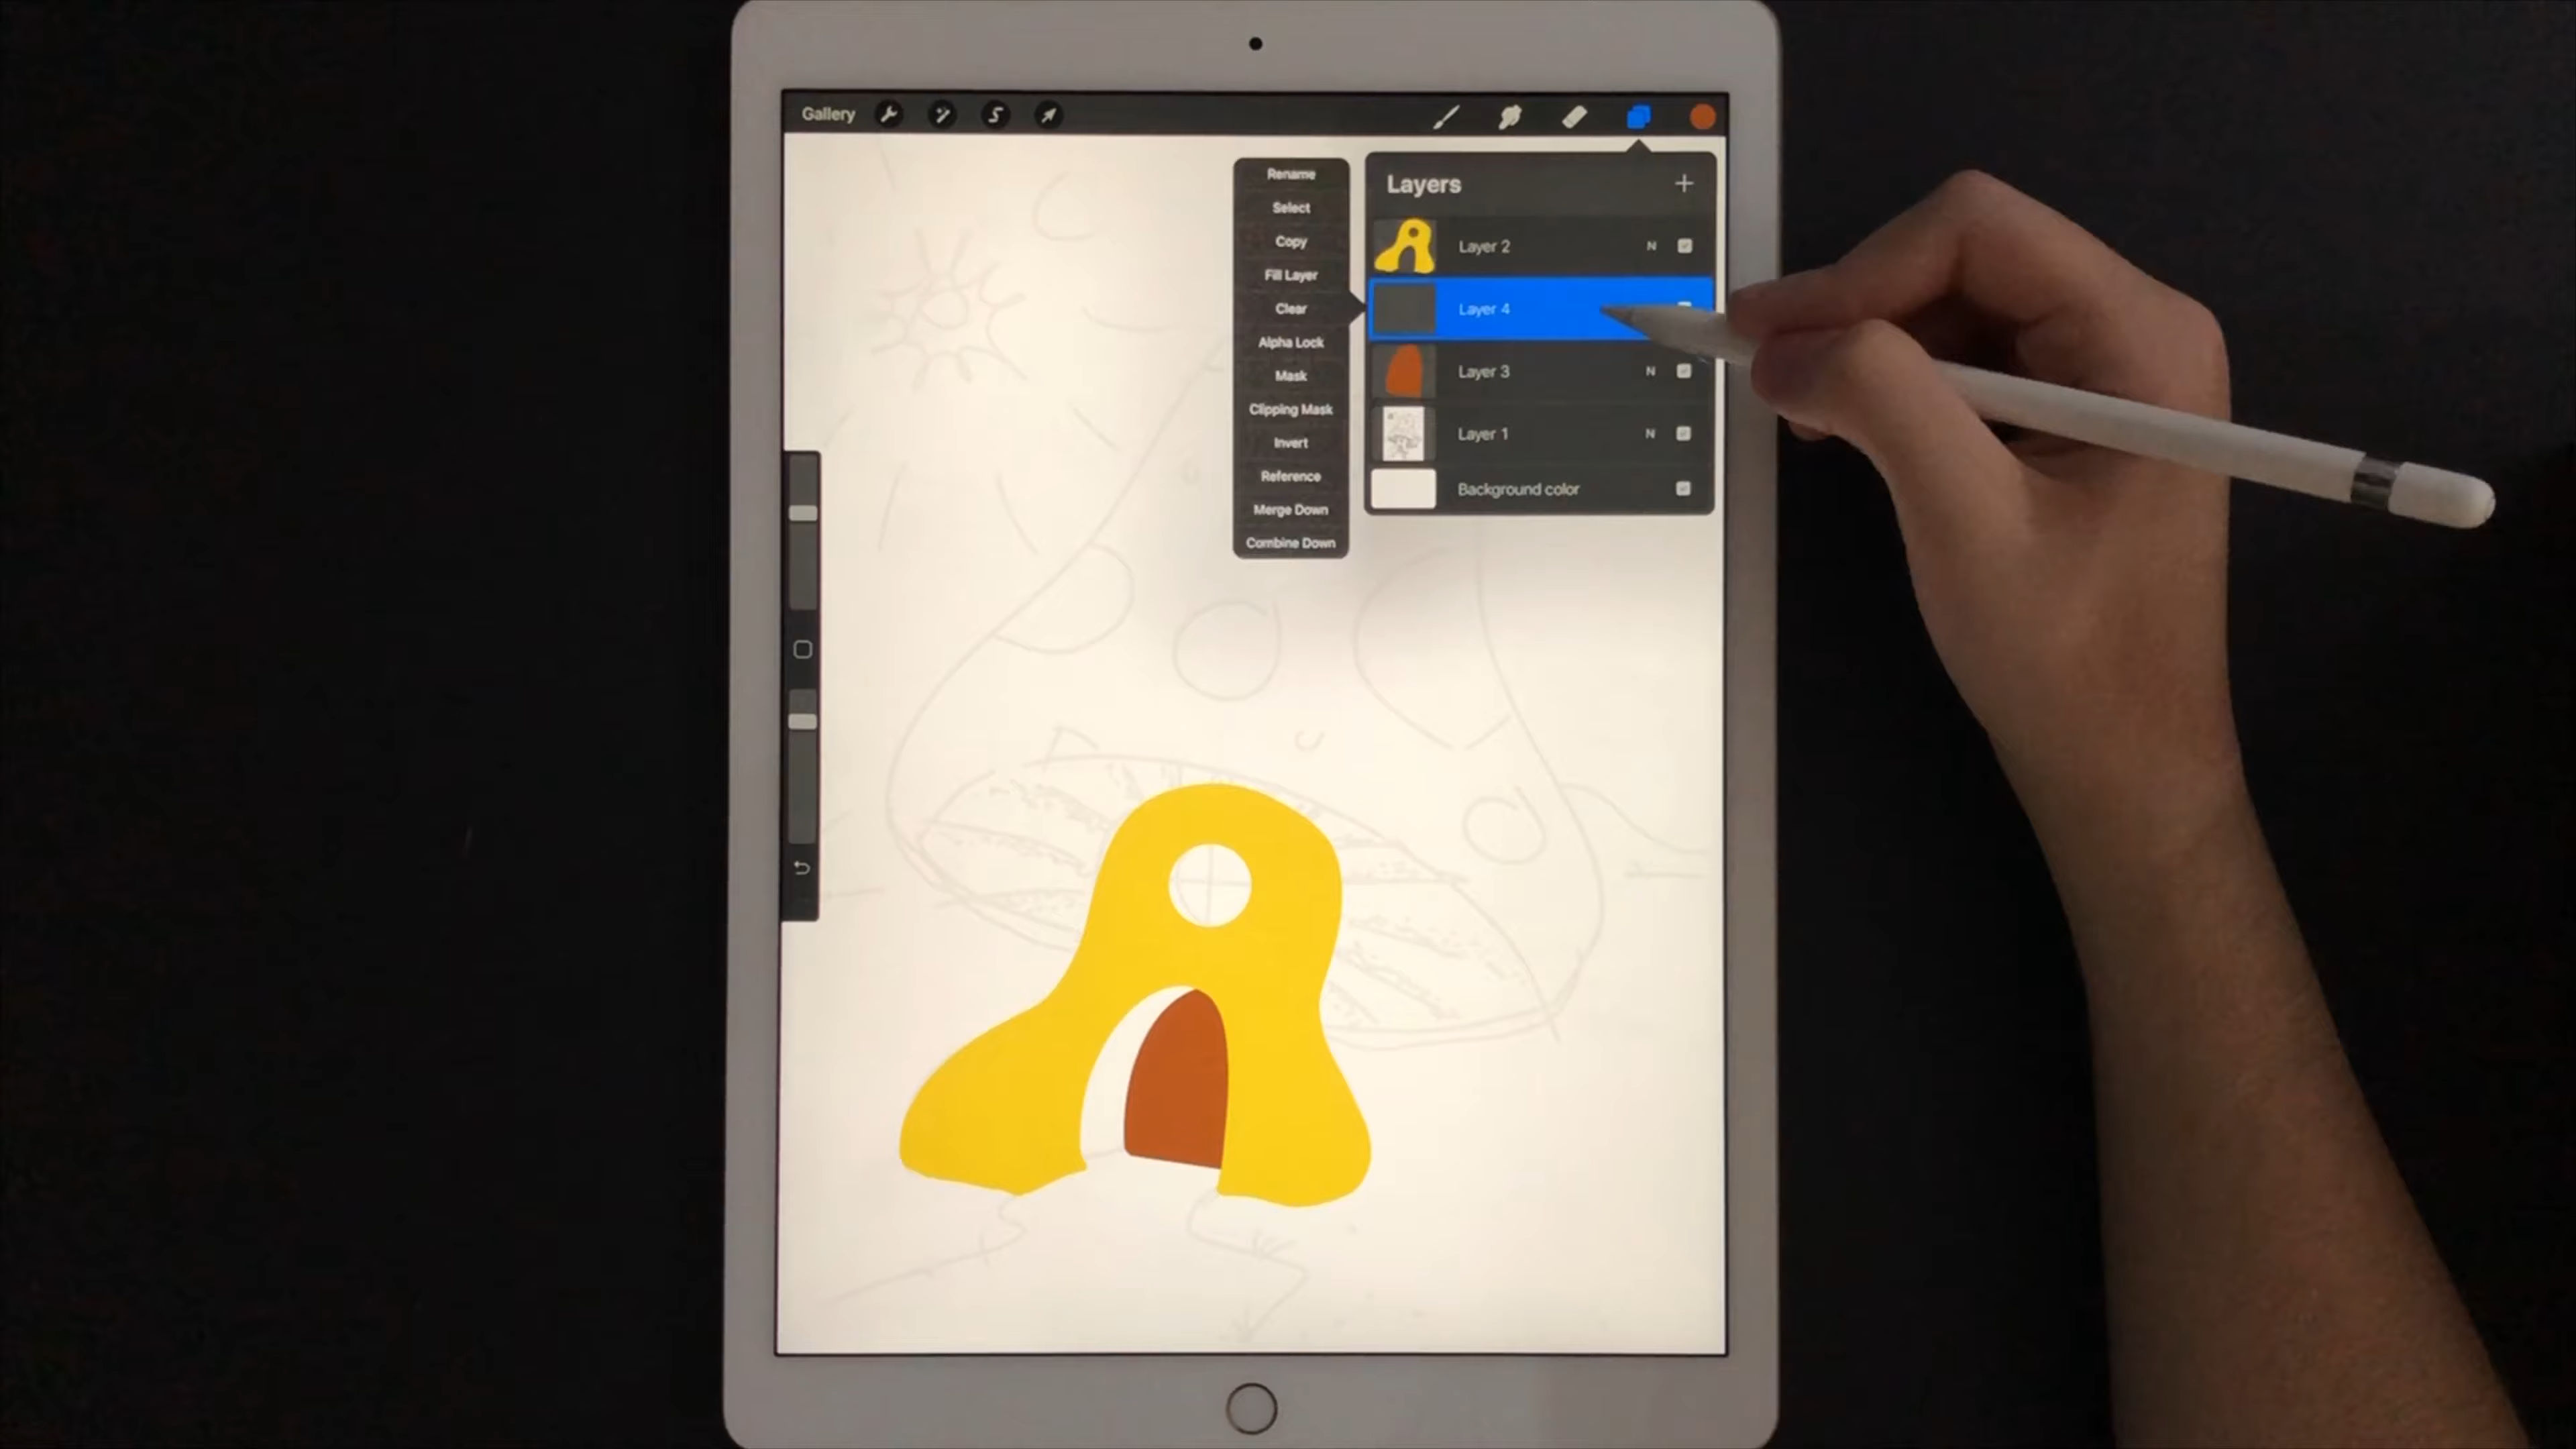 Gallery
Rename
Select
Copy
Fill Layer
Clear
Alpha Lock
Mask
Clipping Mask
Invert
Reference
Merge Down
Combine Down
Layers
Layer 2 N
Layer 4
Layer 3 N
Layer 1 N
Background color